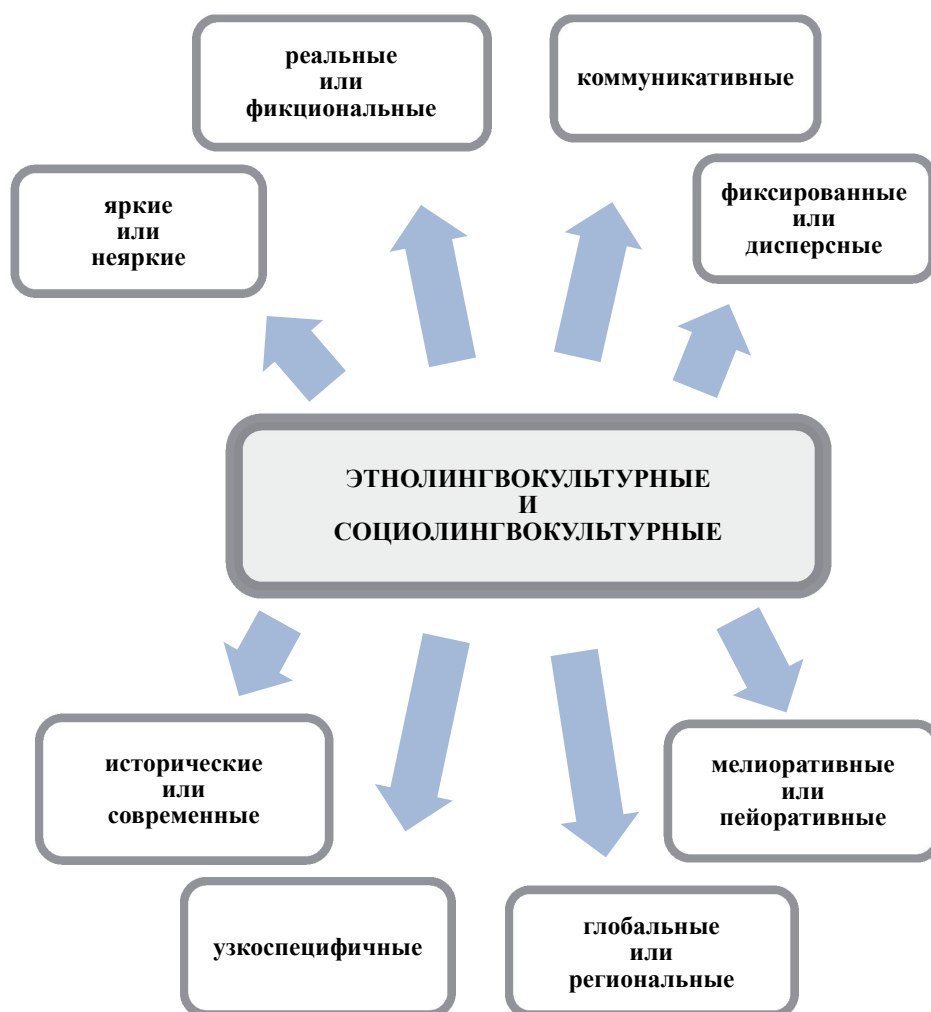 реальные
или
фикциональные
коммуникативные
яркие
или
неяркие
фиксированные
или
дисперсные
ЭТНОЛИНГВОКУЛЬТУРНЫЕ
И
СОЦИОЛИНГВОКУЛЬТУРНЫЕ
исторические
или
современные
мелиоративные
или
пейоративные
узкоспецифичные
глобальные
или
региональные